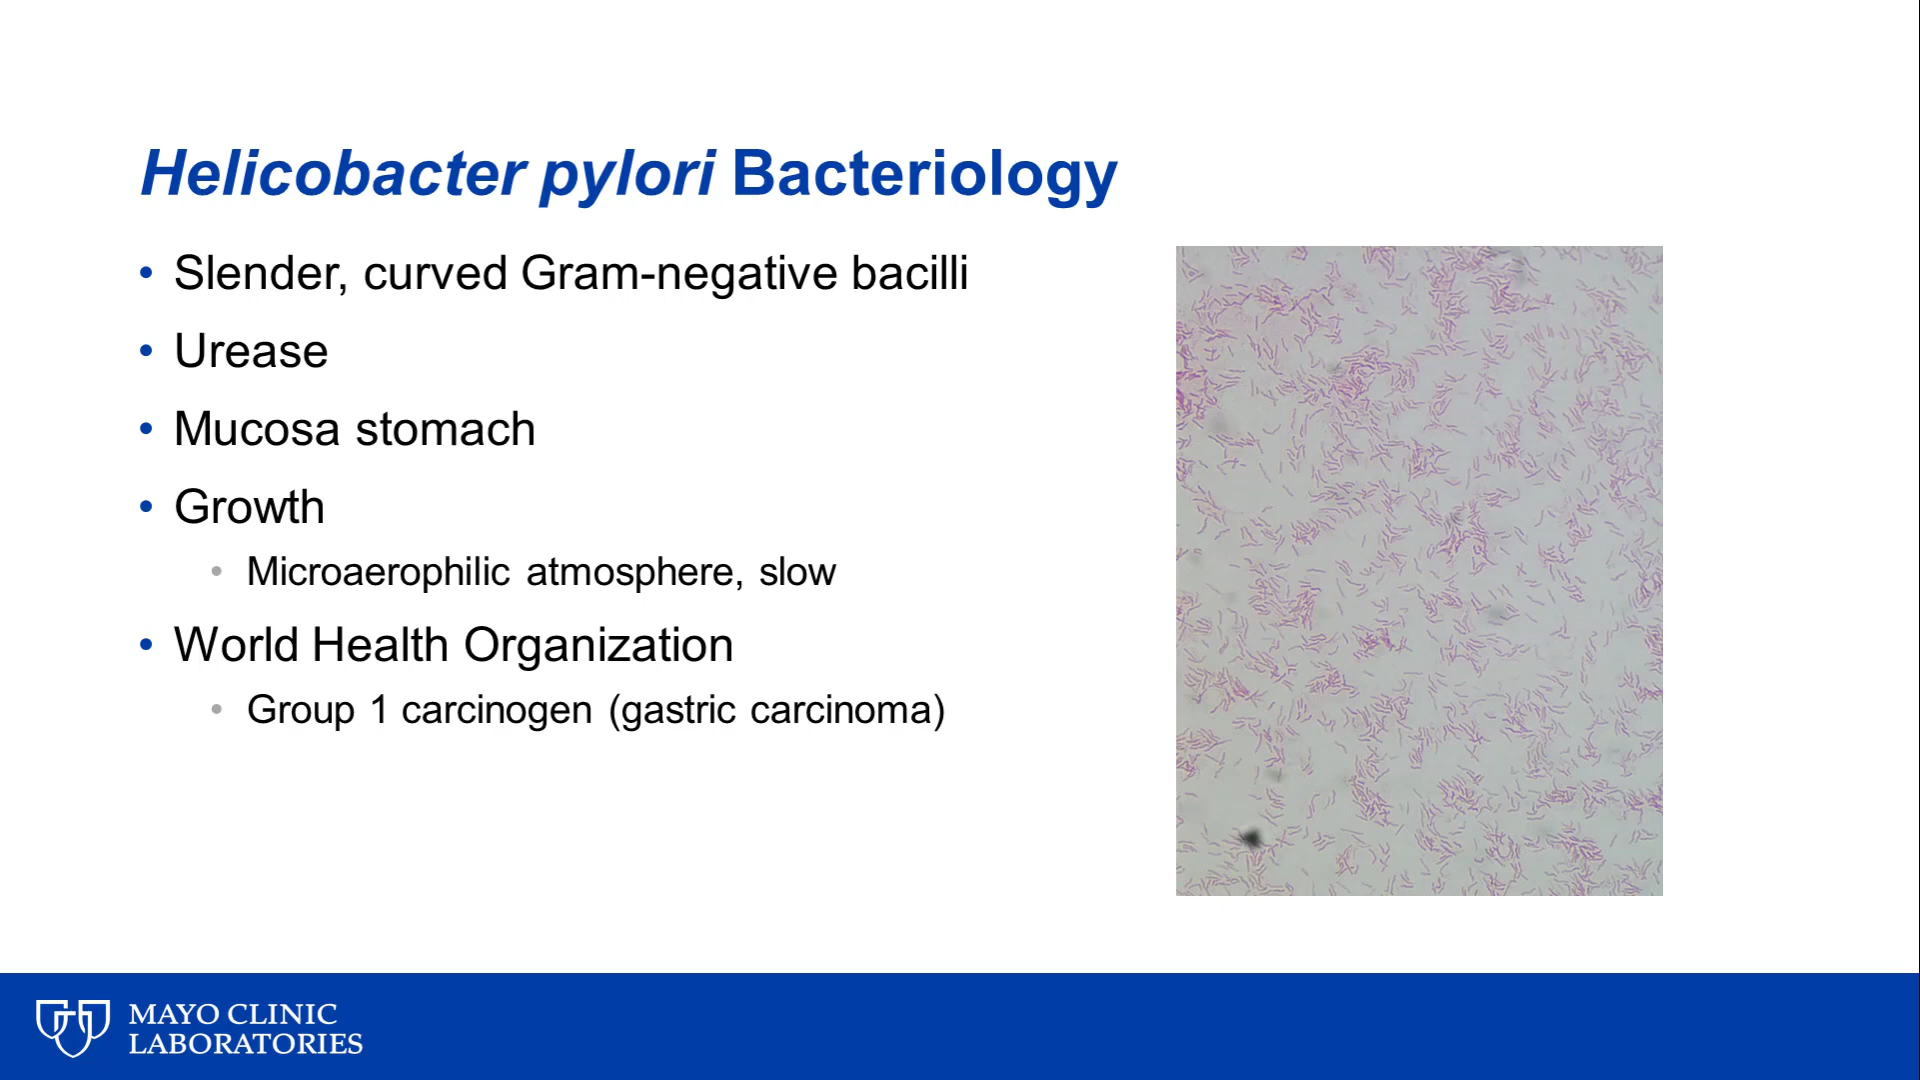 Helicobacter pylori Bacteriology
• Slender, curved Gram-negative bacilli
• Urease
• Mucosa stomach
• Growth
• Microaerophilic atmosphere, slow
• World Health Organization
• Group 1 carcinogen (gastric carcinoma)
MAYO CLINIC
LABORATORIES